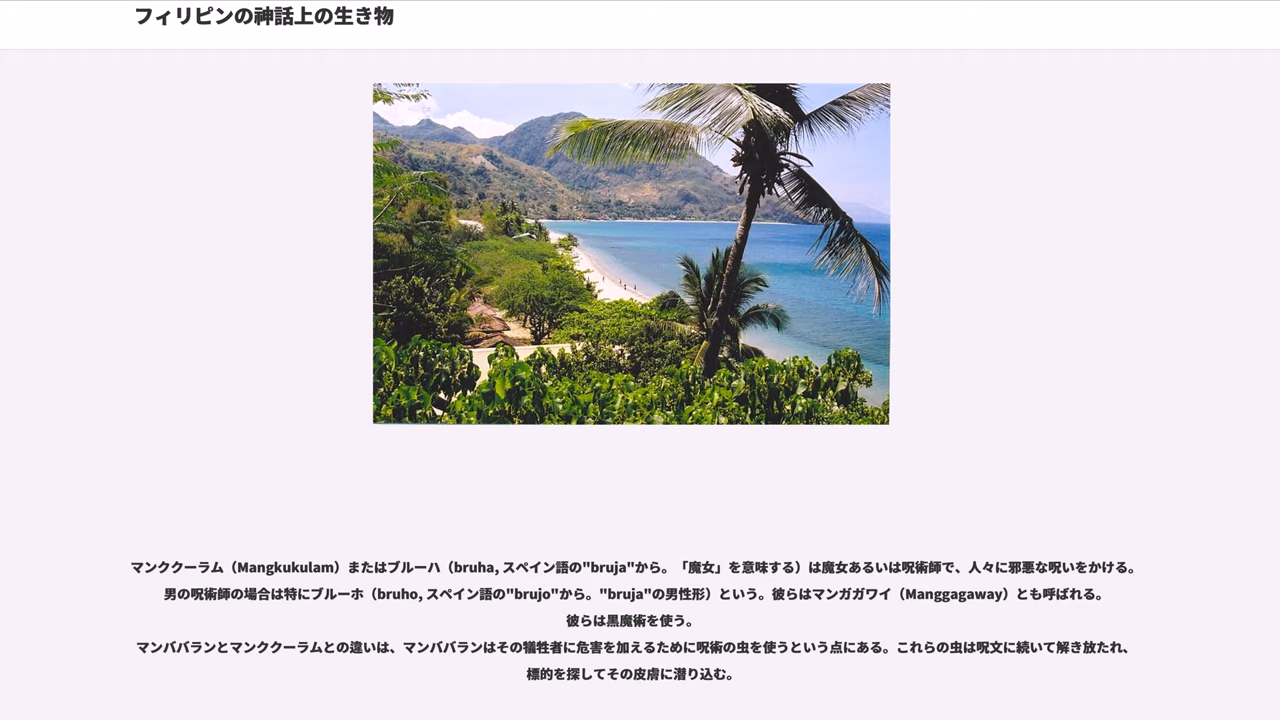 フィリピンの神話上の生き物
マンククーラム（Mangkukulam）またはブルーハ（bruha, スペイン語の"bruja"から。「魔女」を意味する）は魔女あるいは呪術師で、人々に邪悪な呪いをかける。
男の呪術師の場合は特にブルーホ（bruho, スペイン語の"brujo"から。"bruja"の男性形）という。彼らはマンガガワイ（Manggagaway）とも呼ばれる。
彼らは黒魔術を使う。
マンババランとマンククーラムとの違いは、マンババランはその犠牲者に危害を加えるために呪術の虫を使うという点にある。これらの虫は呪文に続いて解き放たれ、
標的を探してその皮膚に潜り込む。